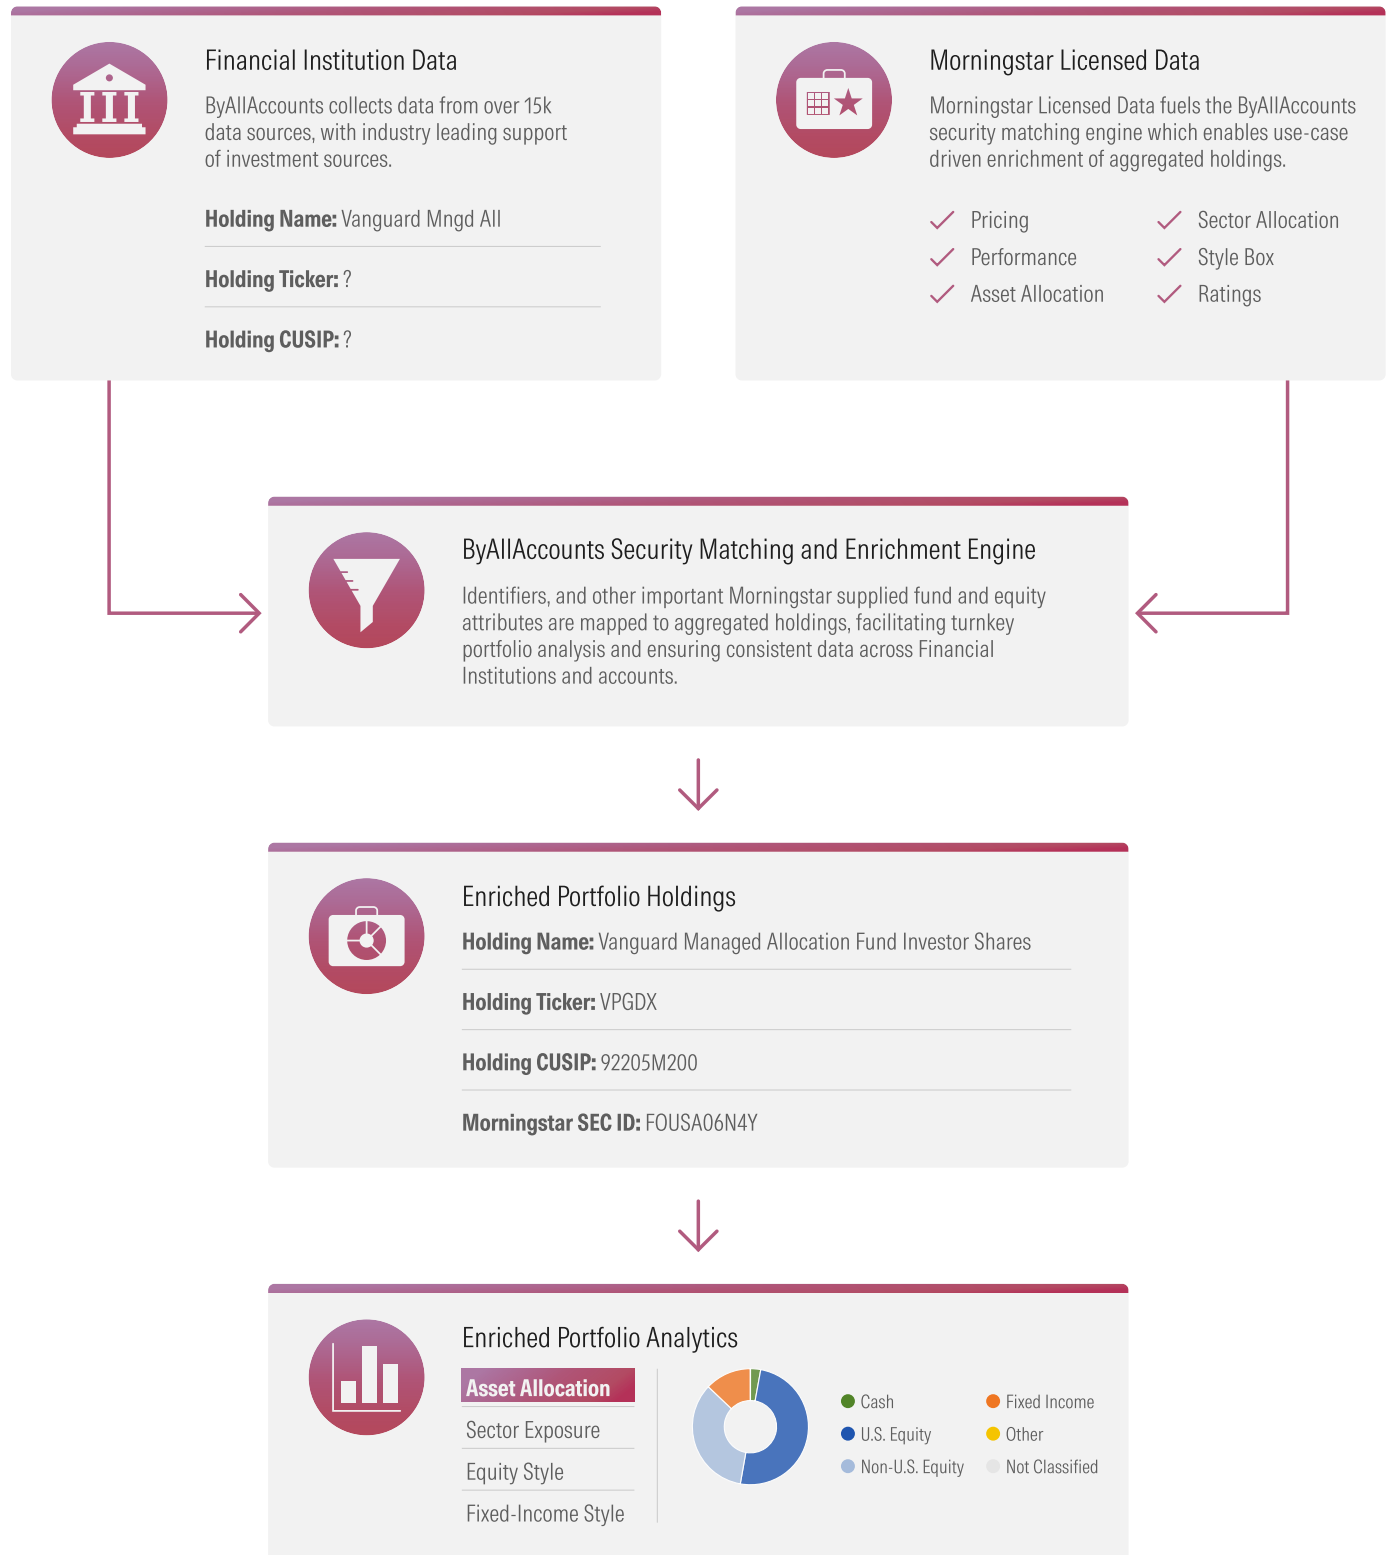 Financial Institution Data
ByAllAccounts collects data from over 15k
data sources, with industry leading support
of investment sources.
Holding Name: Vanguard Mngd All
Holding Ticker: ?
Holding CUSIP: ?
Morningstar Licensed Data
Morningstar Licensed Data fuels the ByAllAccounts
security matching engine which enables use-case
driven enrichment of aggregated holdings.
Pricing
Performance
Asset Allocation
Sector Allocation
Style Box
Ratings
ByAllAccounts Security Matching and Enrichment Engine
Identifiers, and other important Morningstar supplied fund and equity
attributes are mapped to aggregated holdings, facilitating turnkey
portfolio analysis and ensuring consistent data across Financial
Institutions and accounts.
Enriched Portfolio Holdings
Holding Name: Vanguard Managed Allocation Fund Investor Shares
Holding Ticker: VPGDX
Holding CUSIP: 92205M200
Morningstar SEC ID: FOUSA06N4Y
Enriched Portfolio Analytics
Asset Allocation
Sector Exposure
Equity Style
Fixed-Income Style
Cash
U.S. Equity
Non-U.S. Equity
Fixed Income
Other
Not Classified